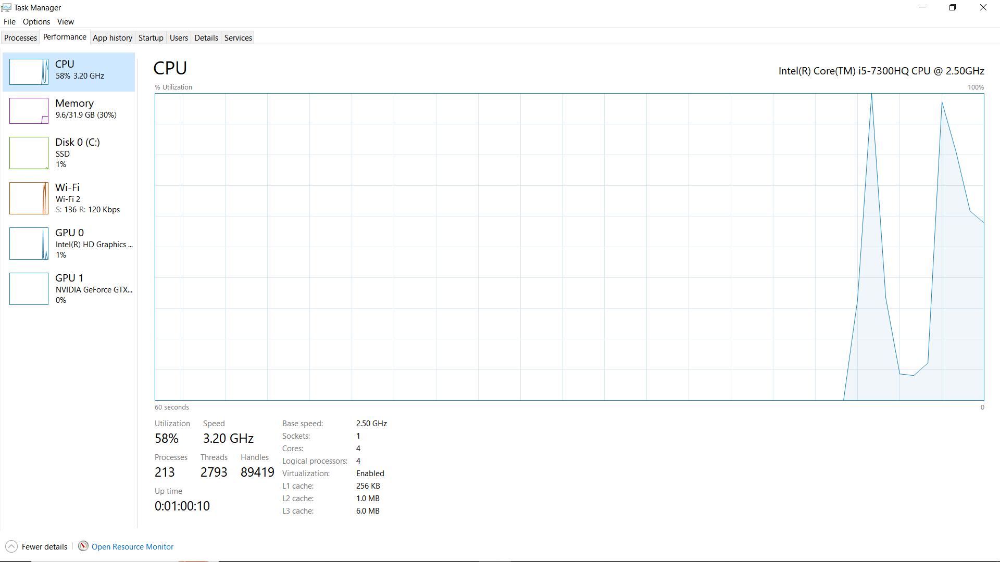 Task Manager
File Options View
Processes Performance App history Startup Users Details Services
CPU
58% 3.20 GHz
Memory
9.6/31.9 GB (30%)
Disk 0 (C:)
SSD
1%
Wi-Fi
Wi-Fi 2
S: 136 R: 120 Kbps
GPU 0
Intel(R) HD Graphics ...
1%
GPU 1
NVIDIA GeForce GTX...
0%
CPU
Intel(R) Core(TM) i5-7300HQ CPU @ 2.50GHz
% Utilization 100%
60 seconds 0
Utilization Speed
58% 3.20 GHz
Processes Threads Handles
213 2793 89419
Up time
0:01:00:10
Base speed: 2.50 GHz
Sockets: 1
Cores: 4
Logical processors: 4
Virtualization: Enabled
L1 cache: 256 KB
L2 cache: 1.0 MB
L3 cache: 6.0 MB
Fewer details Open Resource Monitor